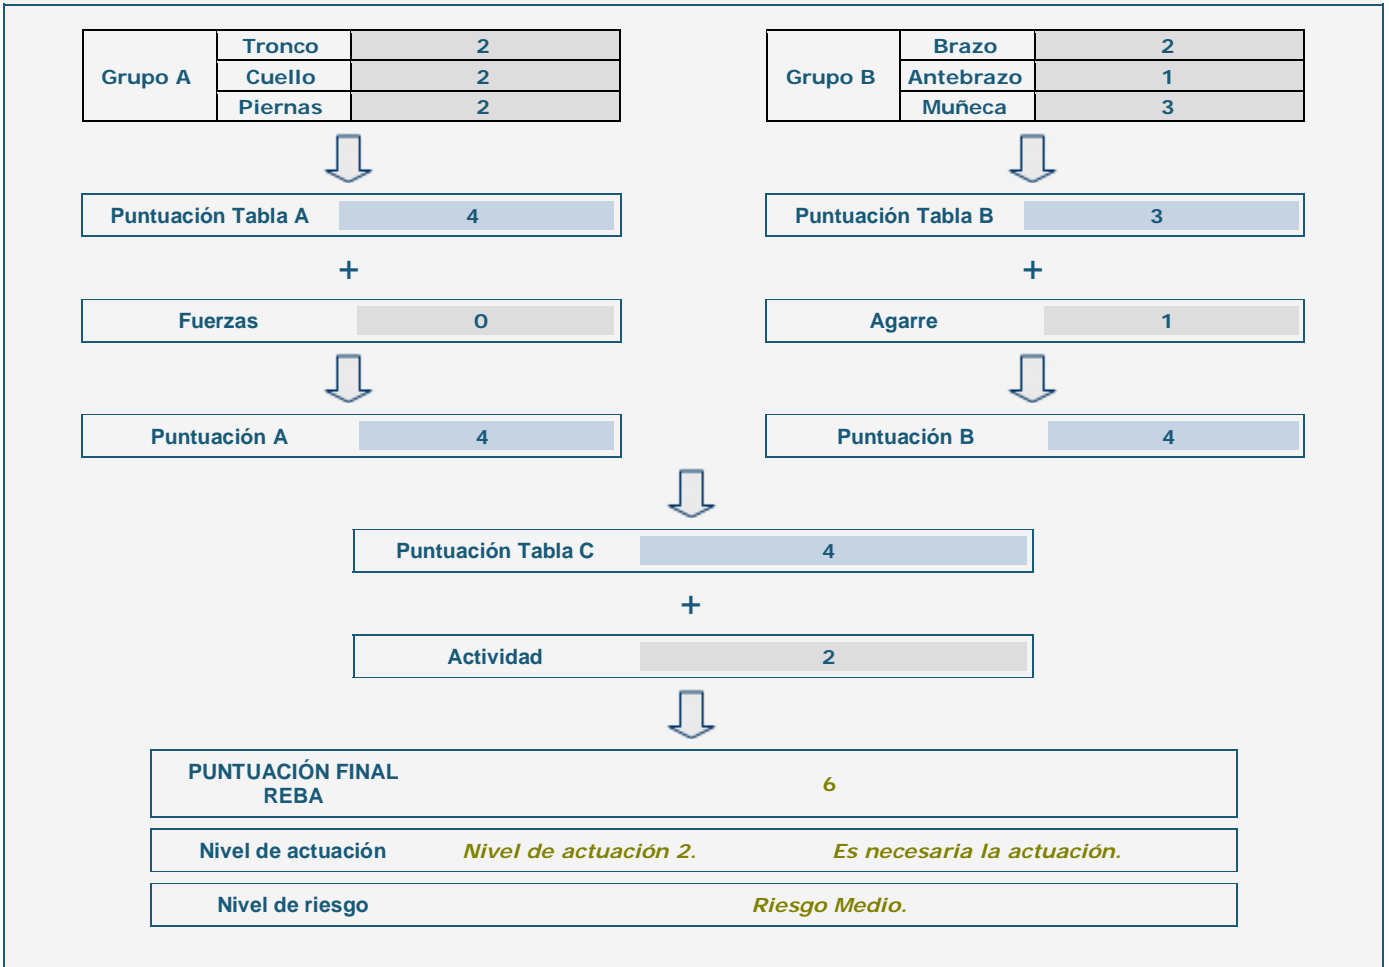 Grupo A
Tronco 2
Cuello 2
Piernas 2
Grupo B
Brazo 2
Antebrazo 1
Muñeca 3
Puntuación Tabla A 4
Puntuación Tabla B 3
+
+
Fuerzas 0
Agarre 1
Puntuación A 4
Puntuación B 4
Puntuación Tabla C 4
+
Actividad 2
PUNTUACIÓN FINAL
REBA
6
Nivel de actuación Nivel de actuación 2. Es necesaria la actuación.
Nivel de riesgo Riesgo Medio.